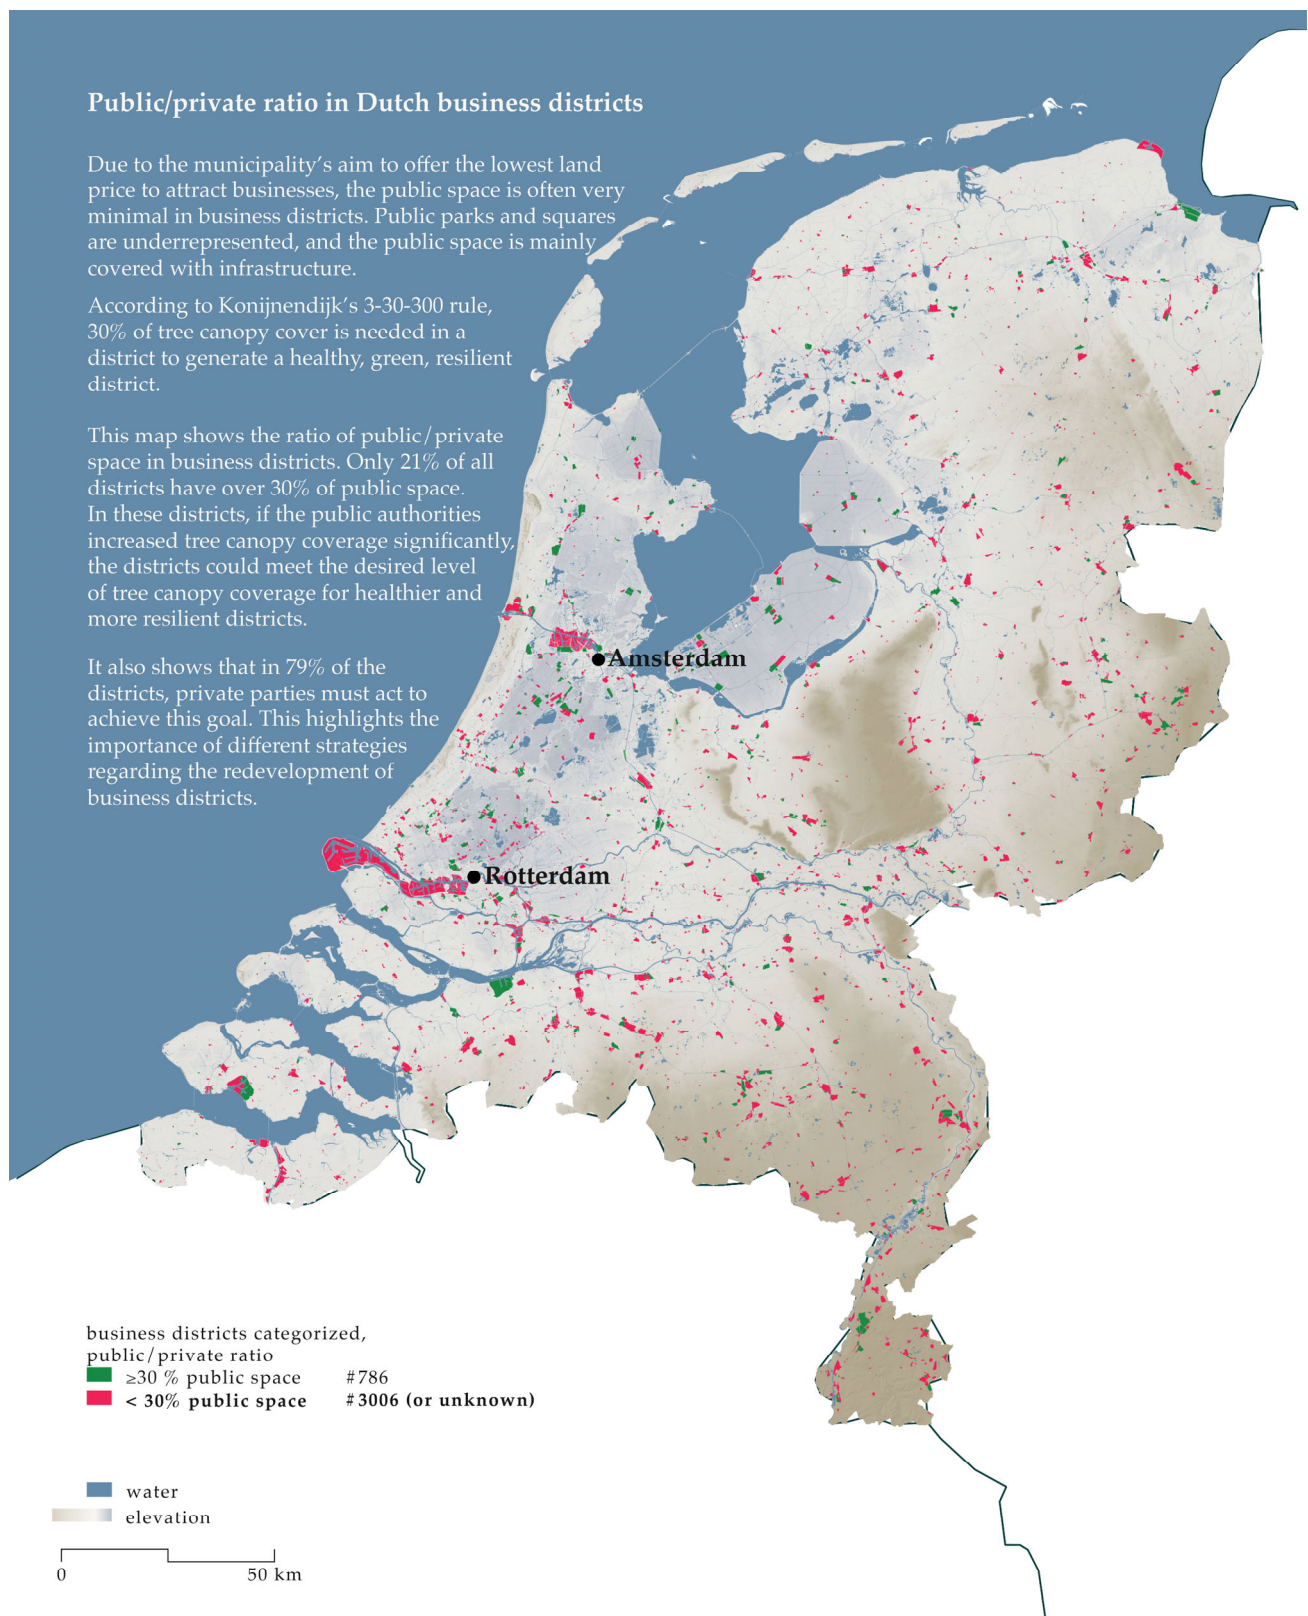 Public/private ratio in Dutch business districts
Due to the municipality's aim to offer the lowest land
price to attract businesses, the public space is often very
minimal in business districts. Public parks and squares
are underrepresented, and the public space is mainly
covered with infrastructure.
According to Konijnendijk's 3-30-300 rule,
30% of tree canopy cover is needed in a
district to generate a healthy, green, resilient
district.
This map shows the ratio of public/private
space in business districts. Only 21% of all
districts have over 30% of public space.
In these districts, if the public authorities
increased tree canopy coverage significantly,
the districts could meet the desired level
of tree canopy coverage for healthier and
more resilient districts.
It also shows that in 79% of the
districts, private parties must act to
achieve this goal. This highlights the
importance of different strategies
regarding the redevelopment of
business districts.
Amsterdam
Rotterdam
business districts categorized,
public/private ratio
≥30 % public space #786
< 30% public space #3006 (or unknown)
water
elevation
0 50 km